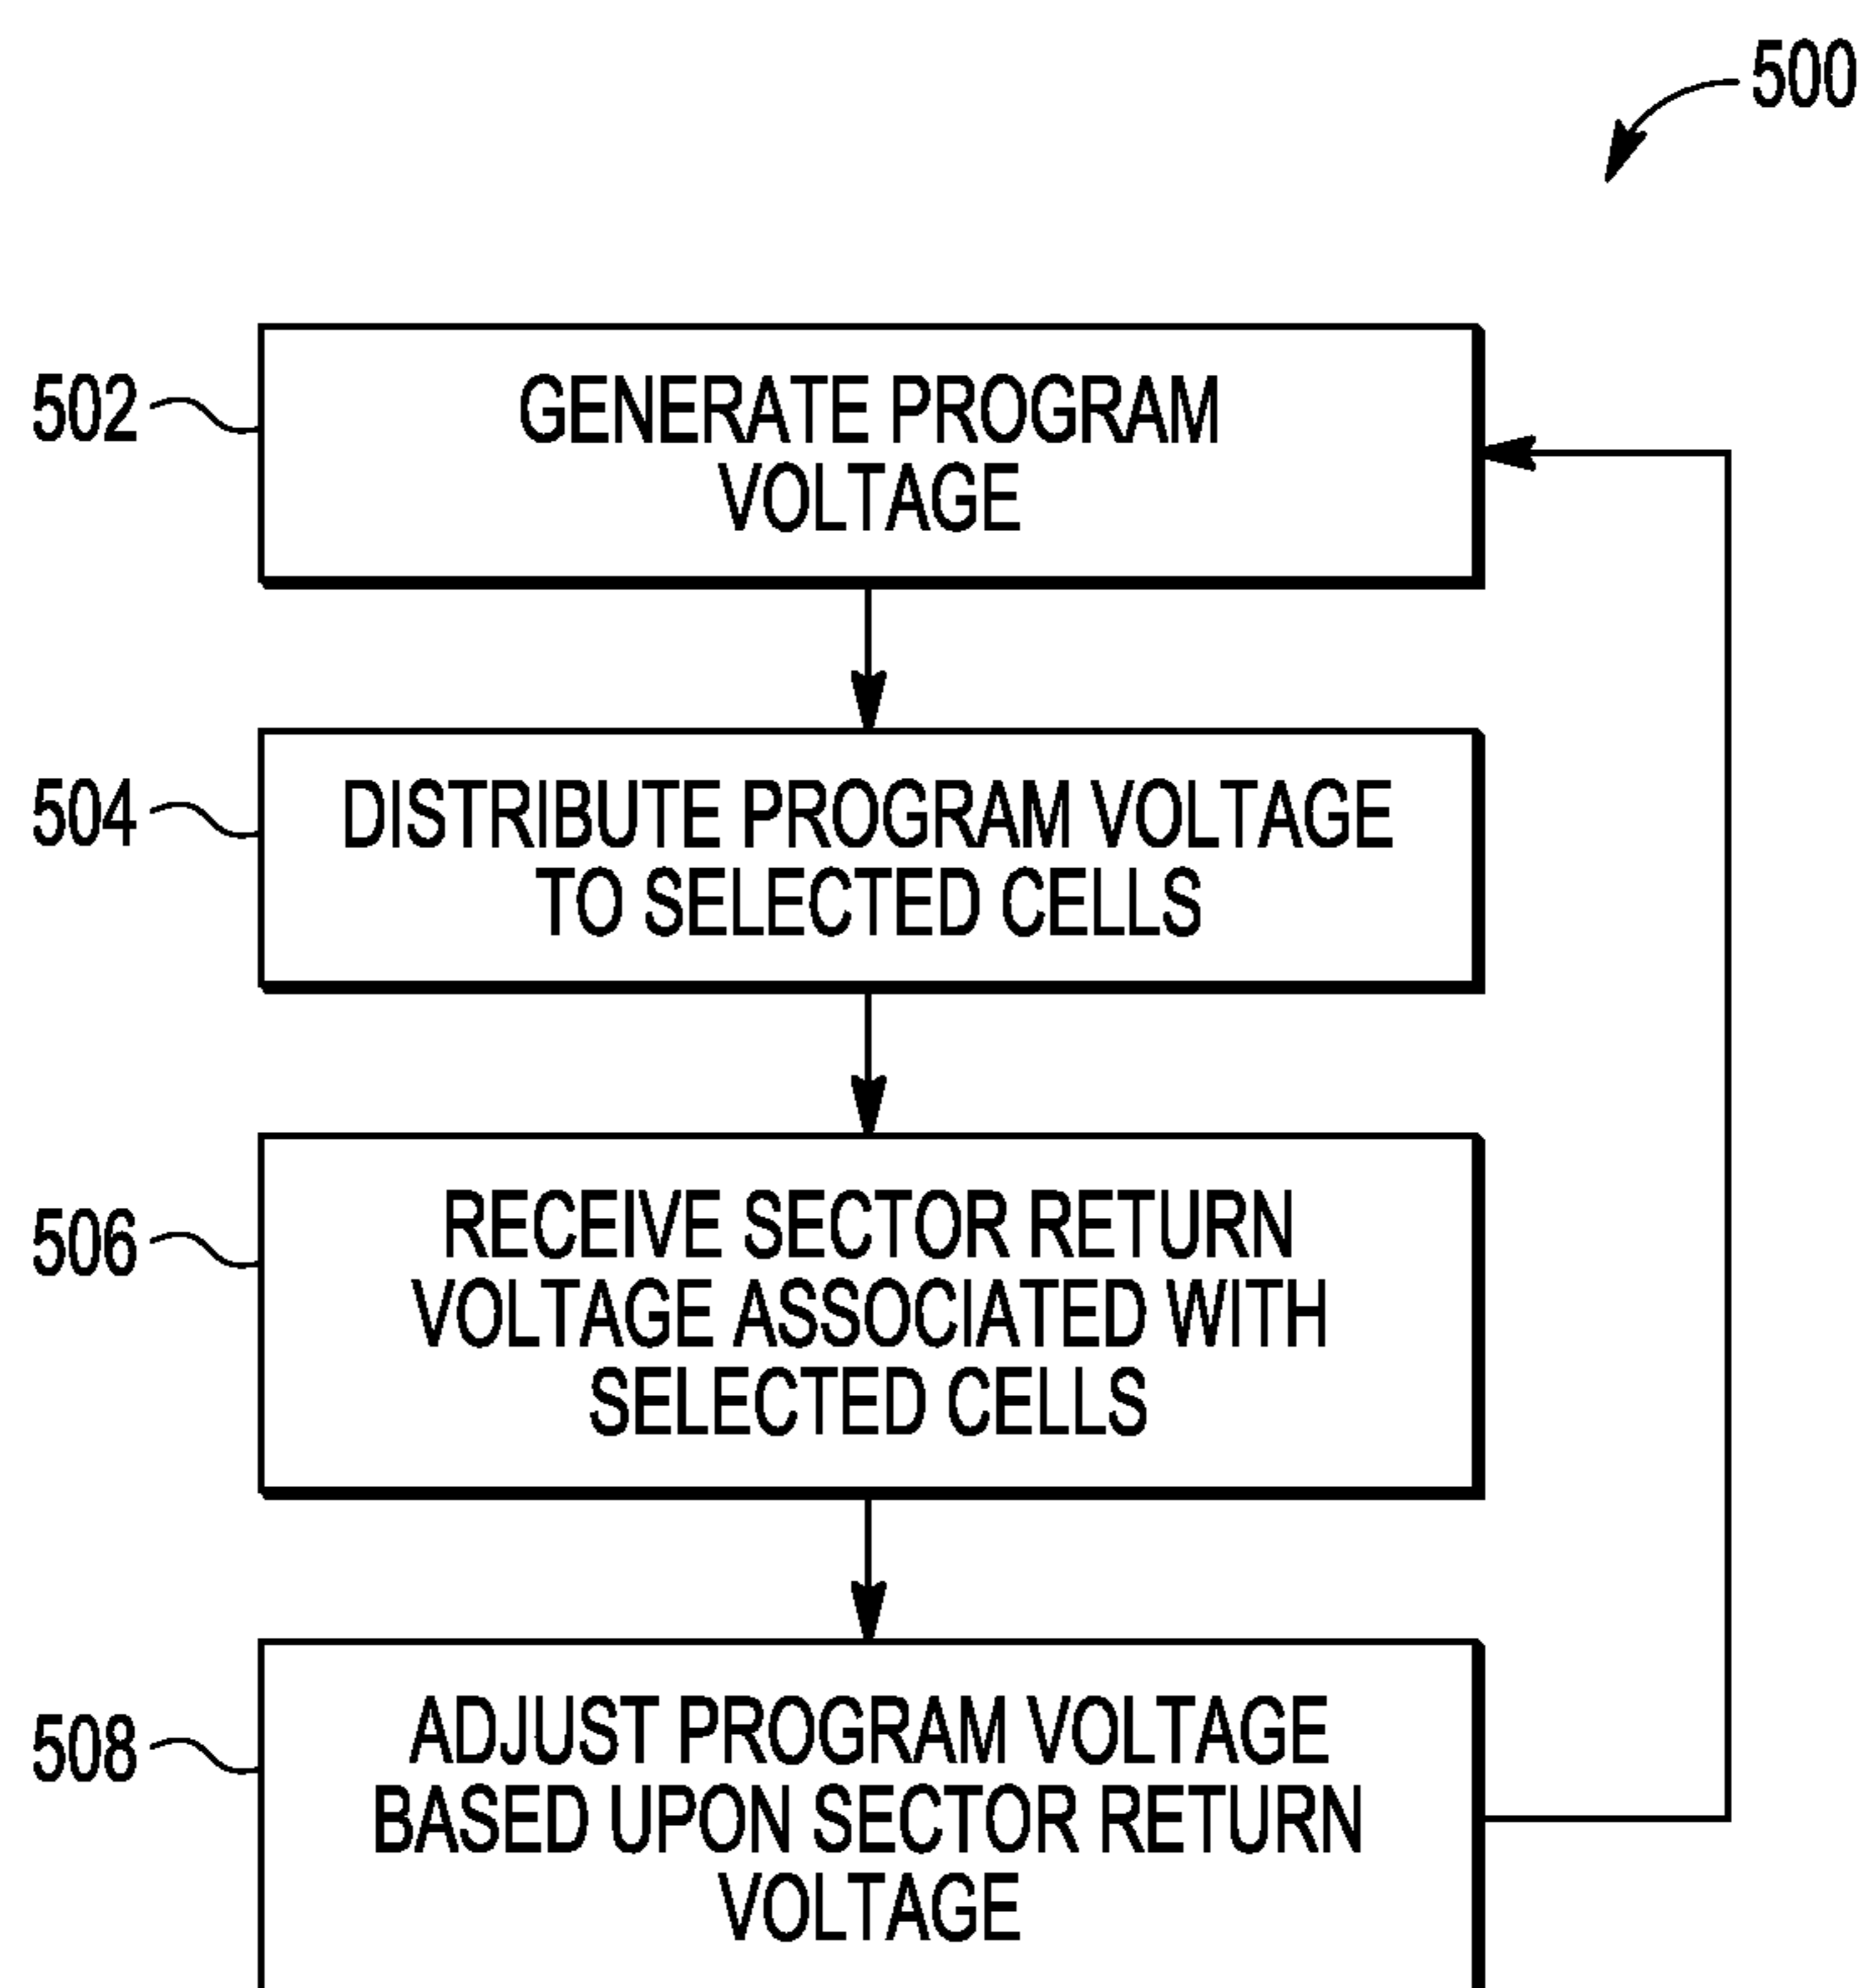 500
502
GENERATE PROGRAM
VOLTAGE
504
DISTRIBUTE PROGRAM VOLTAGE
TO SELECTED CELLS
506
RECEIVE SECTOR RETURN
VOLTAGE ASSOCIATED WITH
SELECTED CELLS
508
ADJUST PROGRAM VOLTAGE
BASED UPON SECTOR RETURN
VOLTAGE